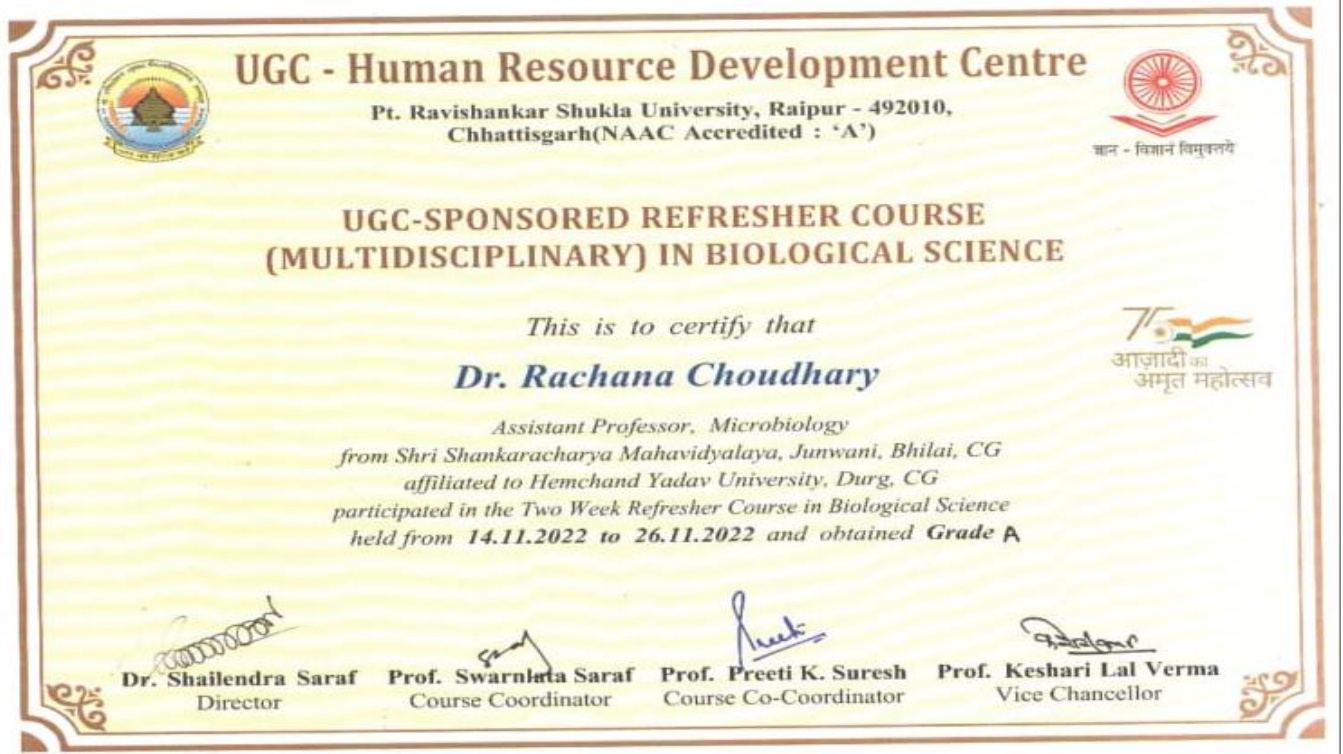 UGC - Human Resource Development Centre
Pt. Ravishankar Shukla University, Raipur - 492010,
Chhattisgarh(NAAC Accredited : ‘A’)
ज्ञान - विज्ञानं विमुक्तये
UGC-SPONSORED REFRESHER COURSE
(MULTIDISCIPLINARY) IN BIOLOGICAL SCIENCE
This is to certify that
Dr. Rachana Choudhary
75
आज़ादी का
अमृत महोत्सव
Assistant Professor, Microbiology
from Shri Shankaracharya Mahavidyalaya, Junwani, Bhilai, CG
affiliated to Hemchand Yadav University, Durg, CG
participated in the Two Week Refresher Course in Biological Science
held from 14.11.2022 to 26.11.2022 and obtained Grade A
Dr. Shailendra Saraf
Director
Prof. Swarnlata Saraf
Course Coordinator
Prof. Preeti K. Suresh
Course Co-Coordinator
Prof. Keshari Lal Verma
Vice Chancellor